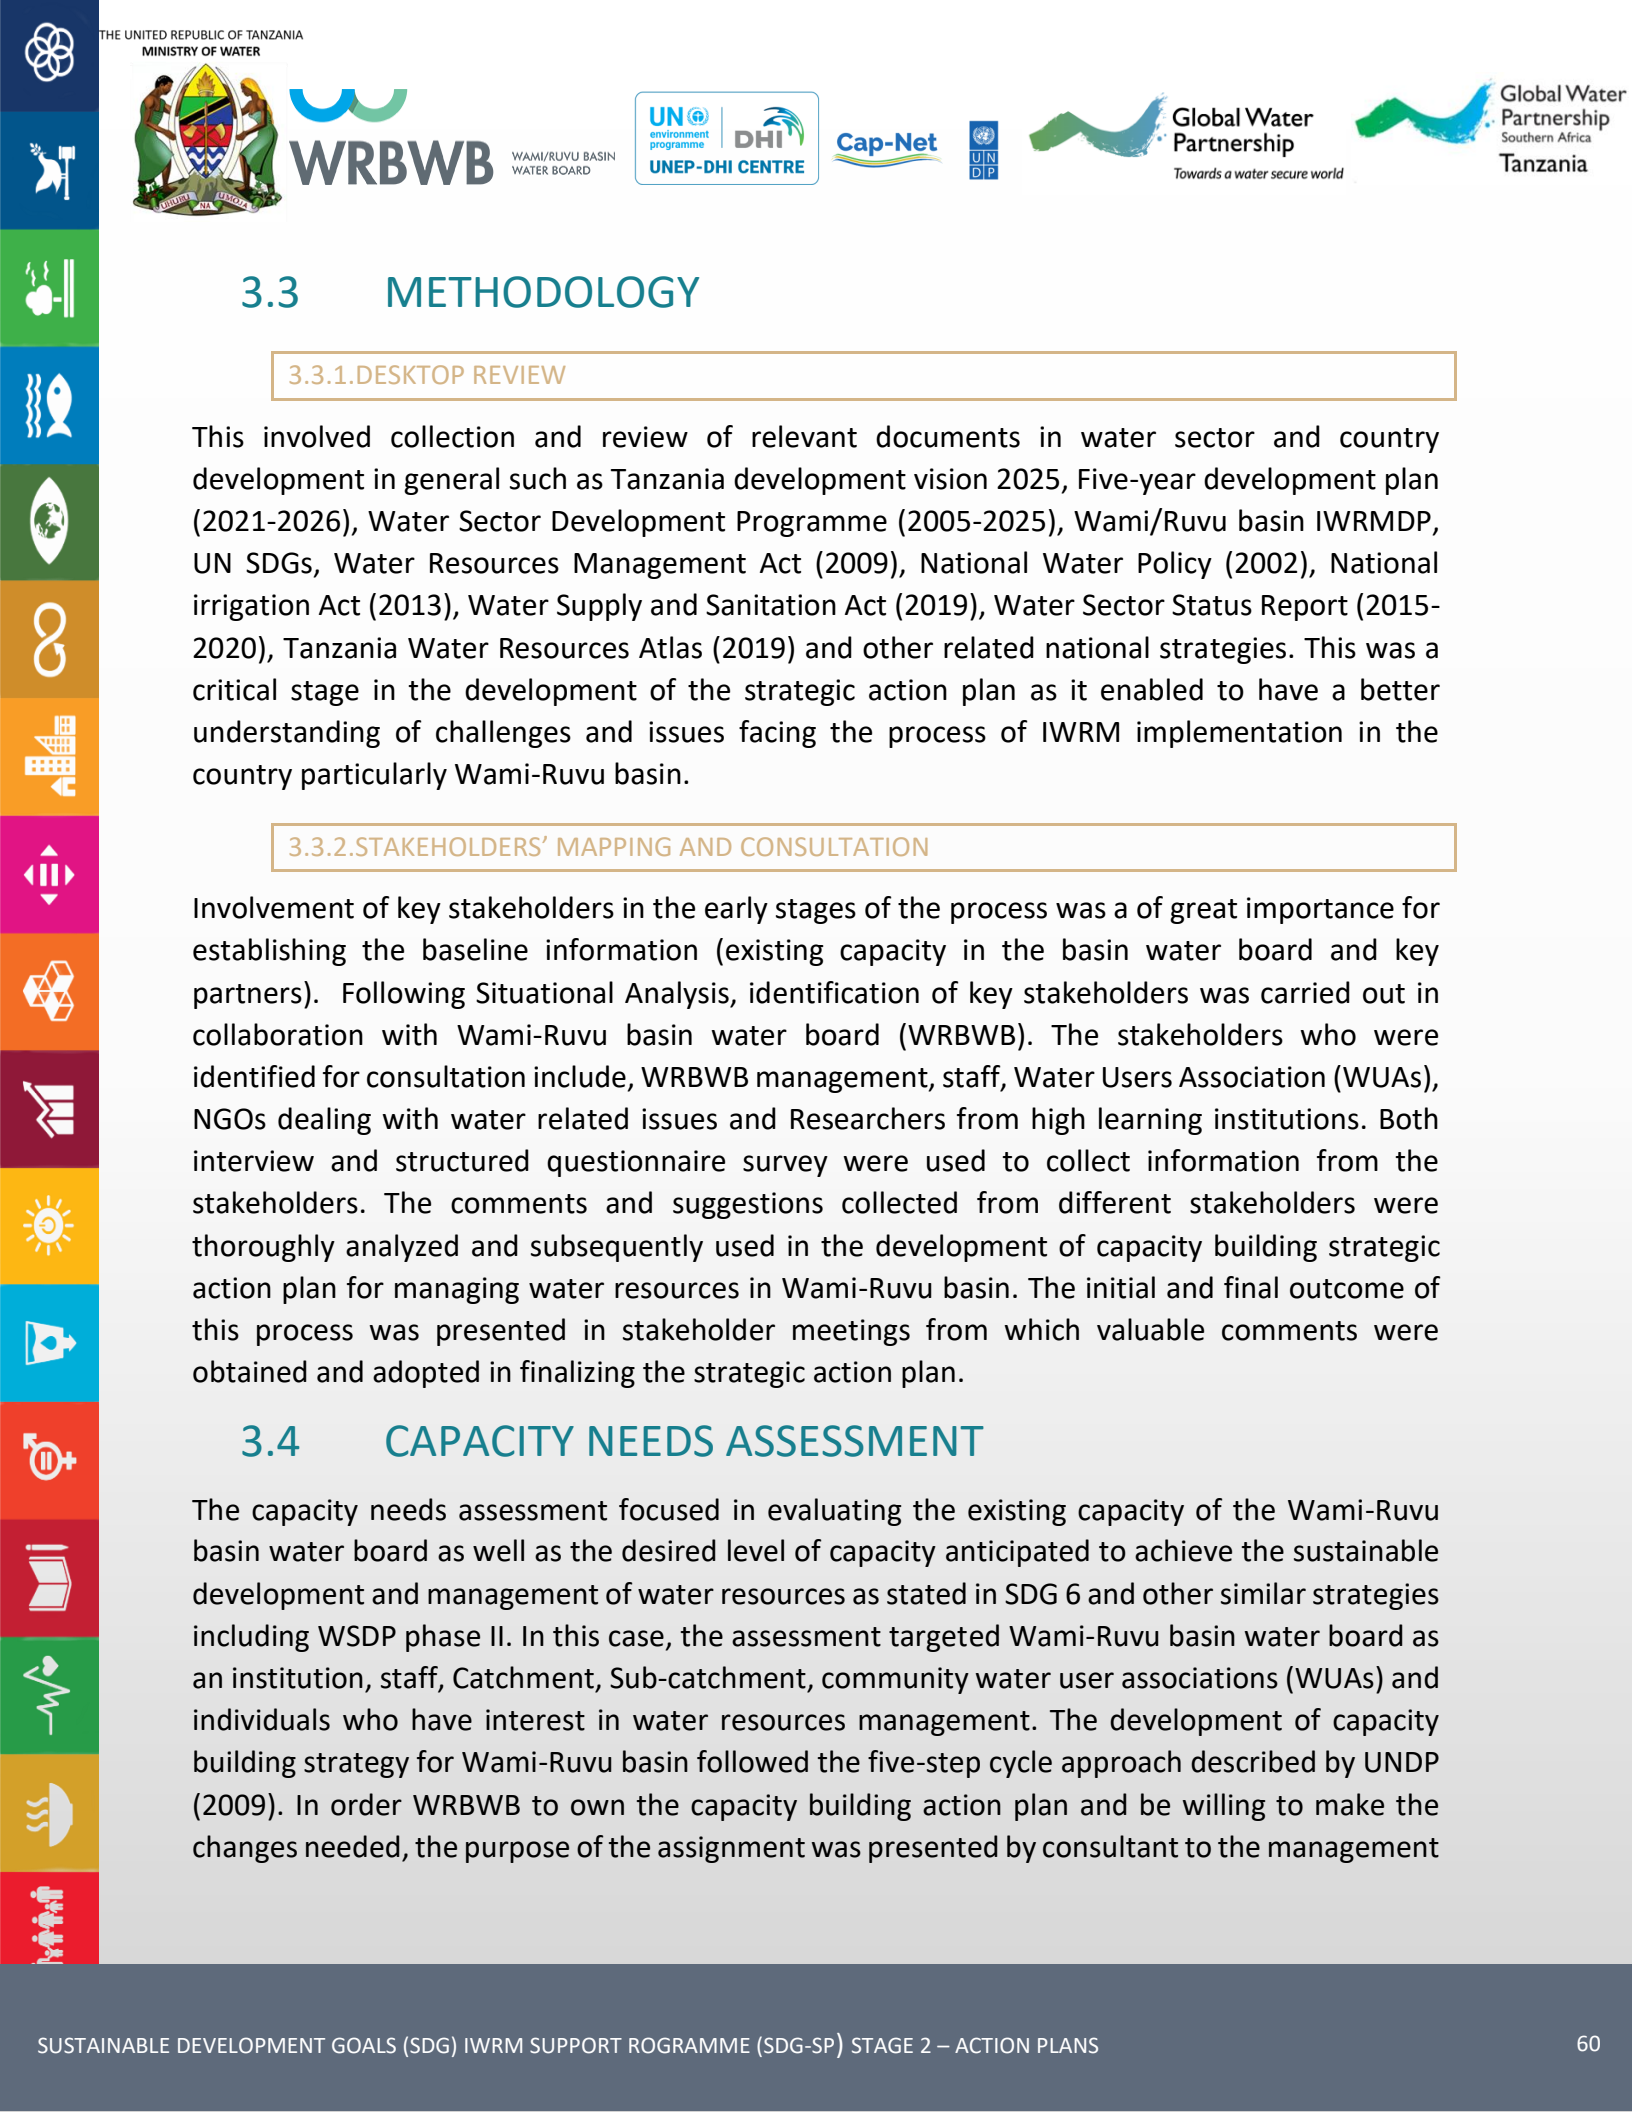 THE UNITED REPUBLIC OF TANZANIA
MINISTRY OF WATER
UHURU NA UMOJA
WRBWB
WAMI/RUVU BASIN
WATER BOARD
UN
environment
programme
DHI
UNEP-DHI CENTRE
Cap-Net
UN
DP
Global Water
Partnership
Towards a water secure world
Global Water
Partnership
Southern Africa
Tanzania
3.3 METHODOLOGY
3.3.1.DESKTOP REVIEW
This involved collection and review of relevant documents in water sector and country
development in general such as Tanzania development vision 2025, Five-year development plan
(2021-2026), Water Sector Development Programme (2005-2025), Wami/Ruvu basin IWRMDP,
UN SDGs, Water Resources Management Act (2009), National Water Policy (2002), National
irrigation Act (2013), Water Supply and Sanitation Act (2019), Water Sector Status Report (2015-
2020), Tanzania Water Resources Atlas (2019) and other related national strategies. This was a
critical stage in the development of the strategic action plan as it enabled to have a better
understanding of challenges and issues facing the process of IWRM implementation in the
country particularly Wami-Ruvu basin.
3.3.2.STAKEHOLDERS’ MAPPING AND CONSULTATION
Involvement of key stakeholders in the early stages of the process was a of great importance for
establishing the baseline information (existing capacity in the basin water board and key
partners). Following Situational Analysis, identification of key stakeholders was carried out in
collaboration with Wami-Ruvu basin water board (WRBWB). The stakeholders who were
identified for consultation include, WRBWB management, staff, Water Users Association (WUAs),
NGOs dealing with water related issues and Researchers from high learning institutions. Both
interview and structured questionnaire survey were used to collect information from the
stakeholders. The comments and suggestions collected from different stakeholders were
thoroughly analyzed and subsequently used in the development of capacity building strategic
action plan for managing water resources in Wami-Ruvu basin. The initial and final outcome of
this process was presented in stakeholder meetings from which valuable comments were
obtained and adopted in finalizing the strategic action plan.
3.4 CAPACITY NEEDS ASSESSMENT
The capacity needs assessment focused in evaluating the existing capacity of the Wami-Ruvu
basin water board as well as the desired level of capacity anticipated to achieve the sustainable
development and management of water resources as stated in SDG 6 and other similar strategies
including WSDP phase II. In this case, the assessment targeted Wami-Ruvu basin water board as
an institution, staff, Catchment, Sub-catchment, community water user associations (WUAs) and
individuals who have interest in water resources management. The development of capacity
building strategy for Wami-Ruvu basin followed the five-step cycle approach described by UNDP
(2009). In order WRBWB to own the capacity building action plan and be willing to make the
changes needed, the purpose of the assignment was presented by consultant to the management
SUSTAINABLE DEVELOPMENT GOALS (SDG) IWRM SUPPORT ROGRAMME (SDG-SP) STAGE 2 – ACTION PLANS
60